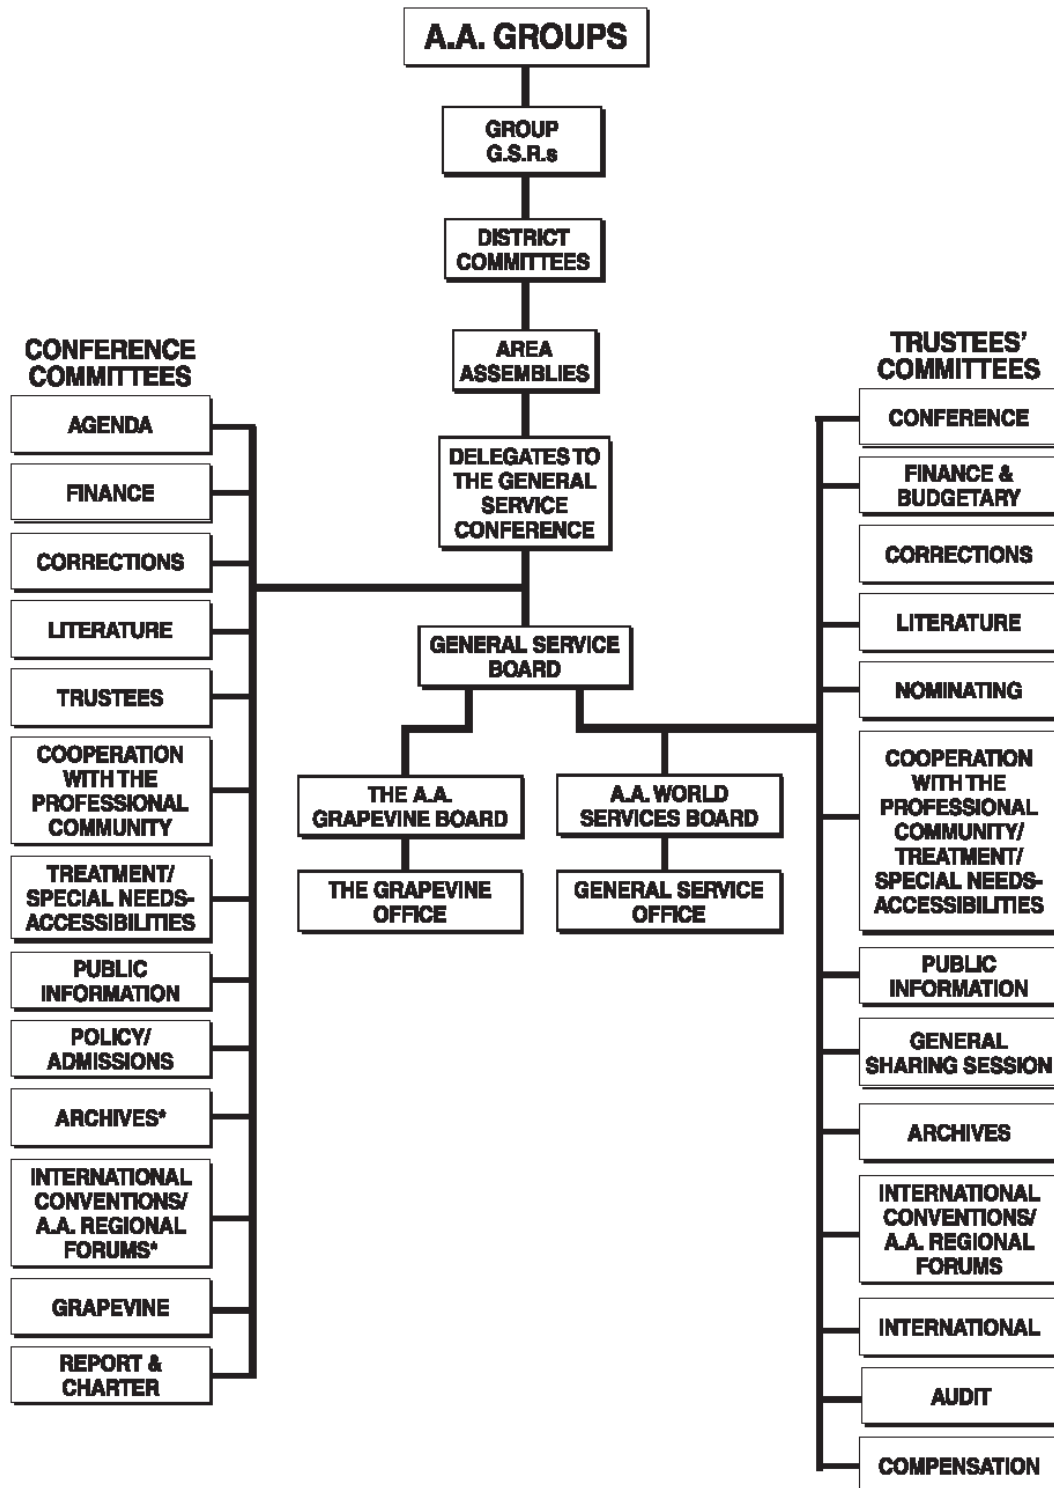 A.A. GROUPS
GROUP
G.S.R.s
DISTRICT
COMMITTEES
AREA
ASSEMBLIES
DELEGATES TO
THE GENERAL
SERVICE
CONFERENCE
GENERAL SERVICE
BOARD
THE A.A.
GRAPEVINE BOARD
THE GRAPEVINE
OFFICE
A.A. WORLD
SERVICES BOARD
GENERAL SERVICE
OFFICE
CONFERENCE
COMMITTEES
AGENDA
FINANCE
CORRECTIONS
LITERATURE
TRUSTEES
COOPERATION
WITH THE
PROFESSIONAL
COMMUNITY
TREATMENT/
SPECIAL NEEDS-
ACCESSIBILITIES
PUBLIC
INFORMATION
POLICY/
ADMISSIONS
ARCHIVES*
INTERNATIONAL
CONVENTIONS/
A.A. REGIONAL
FORUMS*
GRAPEVINE
REPORT &
CHARTER
TRUSTEES'
COMMITTEES
CONFERENCE
FINANCE &
BUDGETARY
CORRECTIONS
LITERATURE
NOMINATING
COOPERATION
WITH THE
PROFESSIONAL
COMMUNITY/
TREATMENT/
SPECIAL NEEDS-
ACCESSIBILITIES
PUBLIC
INFORMATION
GENERAL
SHARING SESSION
ARCHIVES
INTERNATIONAL
CONVENTIONS/
A.A. REGIONAL
FORUMS
INTERNATIONAL
AUDIT
COMPENSATION